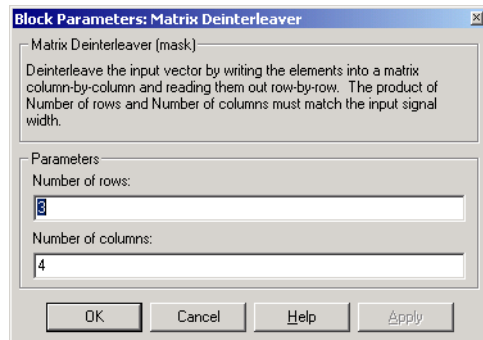 Block Parameters: Matrix Deinterleaver
Matrix Deinterleaver (mask)
Deinterleave the input vector by writing the elements into a matrix
column-by-column and reading them out row-by-row.  The product of
Number of rows and Number of columns must match the input signal
width.
Parameters
Number of rows:
3
Number of columns:
4
OK Cancel Help Apply